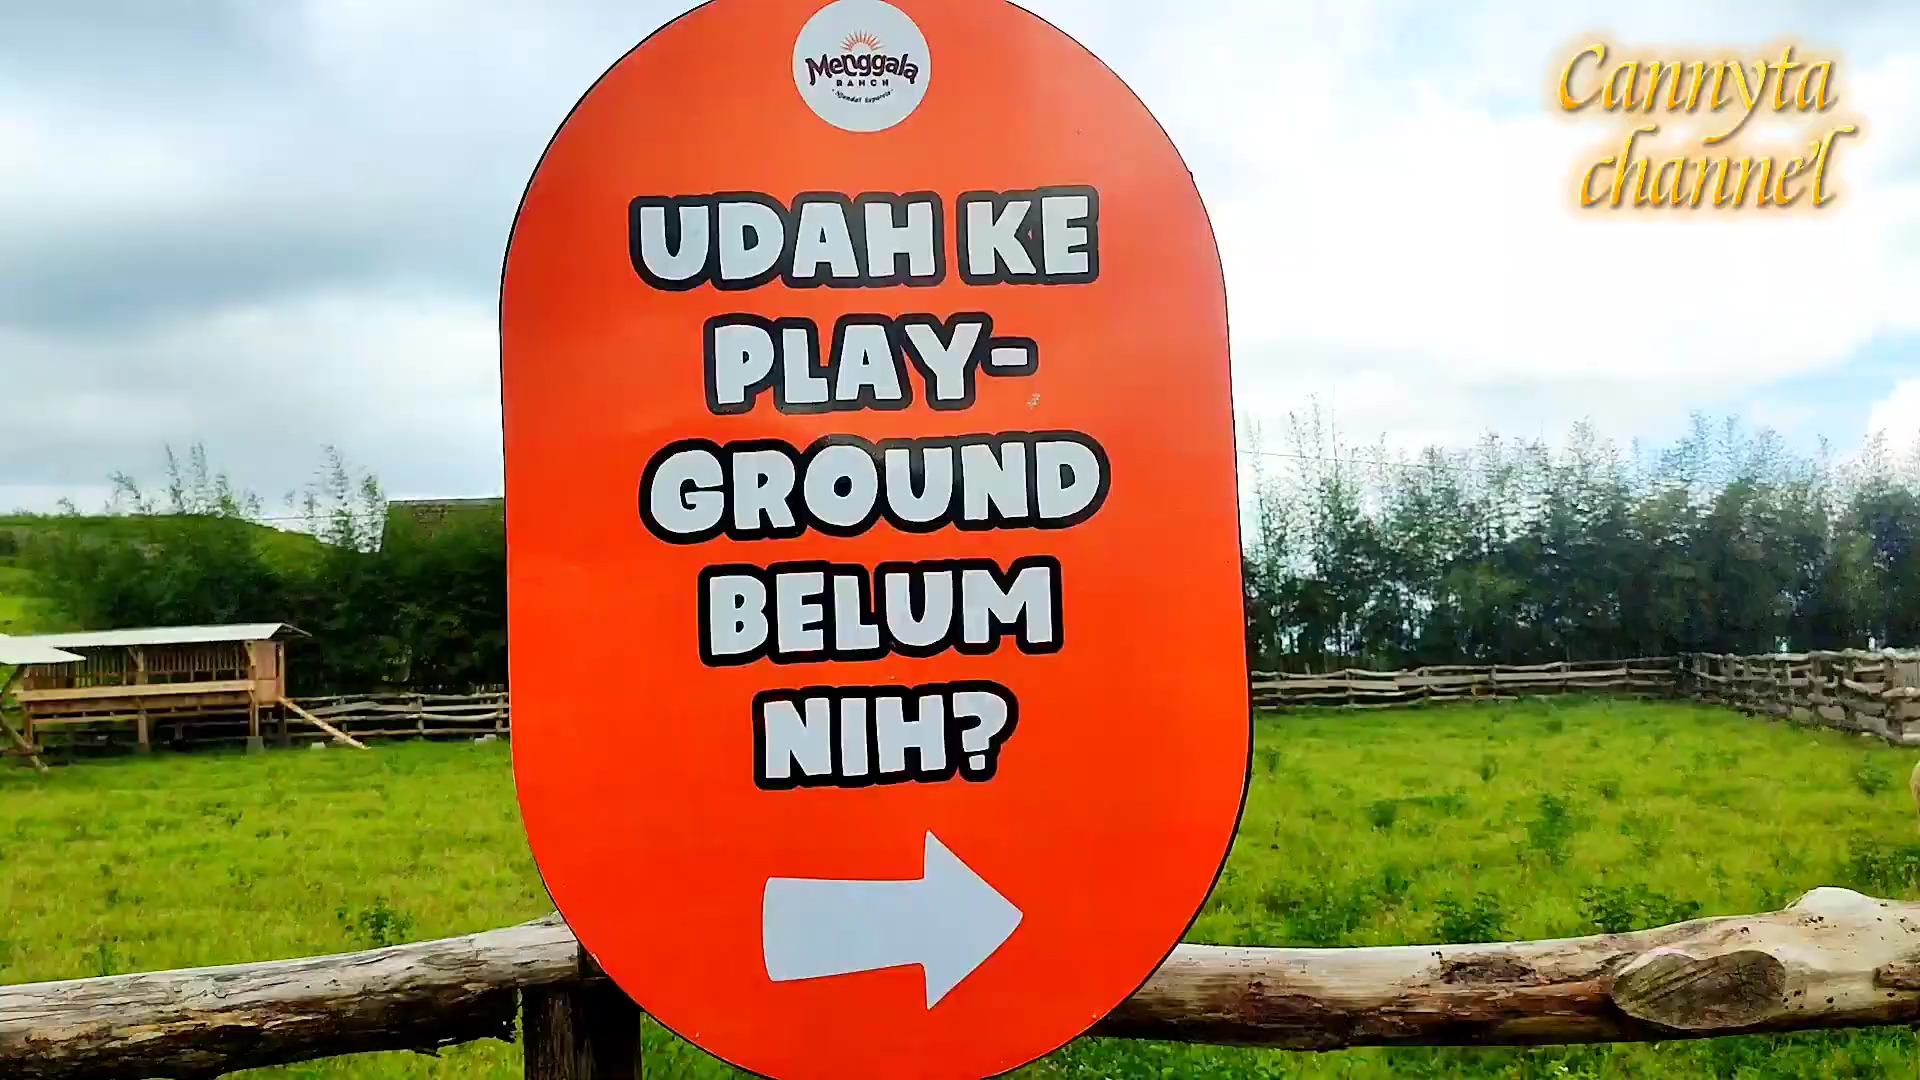 Menggala
RANCH
Cannyta
channel
UDAH KE
PLAY-
GROUND
BELUM
NIH?